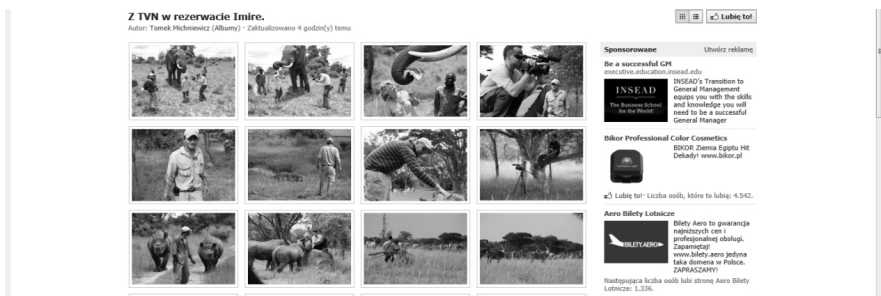 Z TVN w rezerwacie Imire.
Autor: Tomek Michniewicz (Albumy) · Zaktualizowano 4 godzin(y) temu
Lubię to!
Sponsorowane
Utwórz reklamę
Be a successful GM
executive.education.insead.edu
INSEAD
The Business School
for the World®
INSEAD's Transition to
General Management
equips you with the skills
and knowledge you will
need to be a successful
General Manager
Bikor Professional Color Cosmetics
BIKOR Ziemia Egiptu Hit
Dekady! www.bikor.pl
Lubię to! · Liczba osób, które to lubią: 4.542.
Aero Bilety Lotnicze
BILETY.AERO
Bilety Aero to gwarancja
najniższych cen i
profesjonalnej obsługi.
Zapamiętaj!
www.bilety.aero jedyna
taka domena w Polsce.
ZAPRASZAMY!
Następująca liczba osób lubi stronę Aero Bilety
Lotnicze: 1.336.